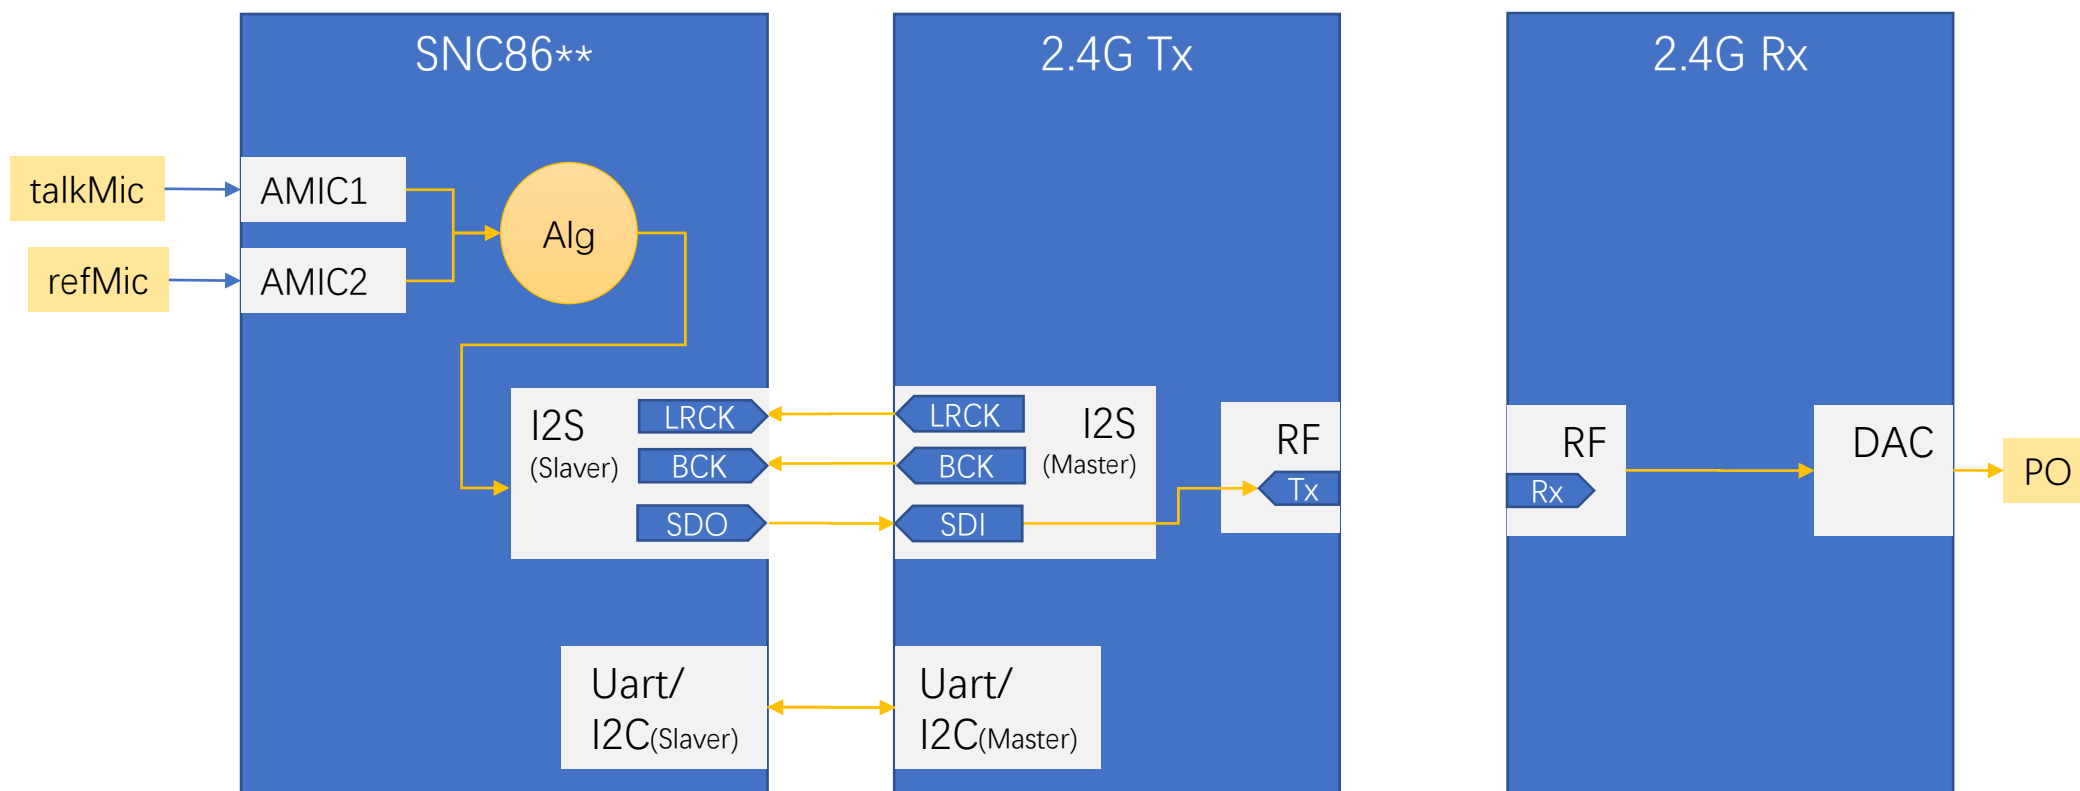 SNC86**
2.4G Tx
2.4G Rx
talkMic
AMIC1
Alg
refMic
AMIC2
I2S
(Slaver)
LRCK
BCK
SDO
LRCK
BCK
SDI
I2S
(Master)
RF
Tx
RF
Rx
DAC
PO
Uart/
I2C(Slaver)
Uart/
I2C(Master)